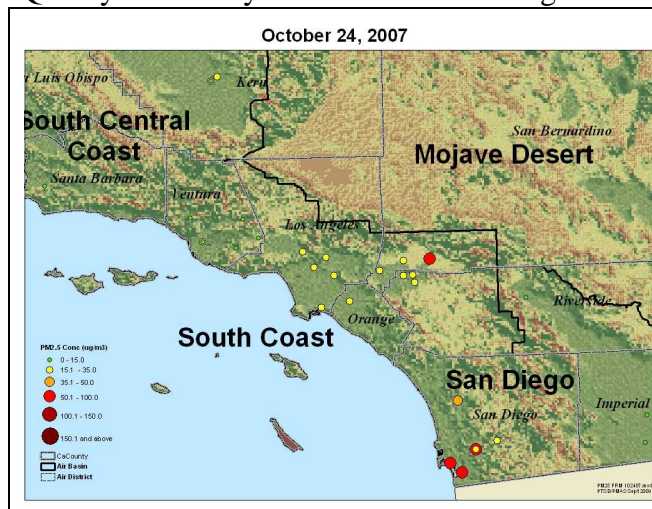 October 24, 2007
Luis Obispo
Kern
South Central
Coast
San Bernardino
Mojave Desert
Santa Barbara
Ventura
Los Angeles
Riverside
Orange
South Coast
San Diego
San Diego
Imperial
PM2.5 Conc (ug/m3)
0 - 15.0
15.1 - 35.0
35.1 - 50.0
50.1 - 100.0
100.1 - 150.0
150.1 and above
CaCounty
Air Basin
Air District